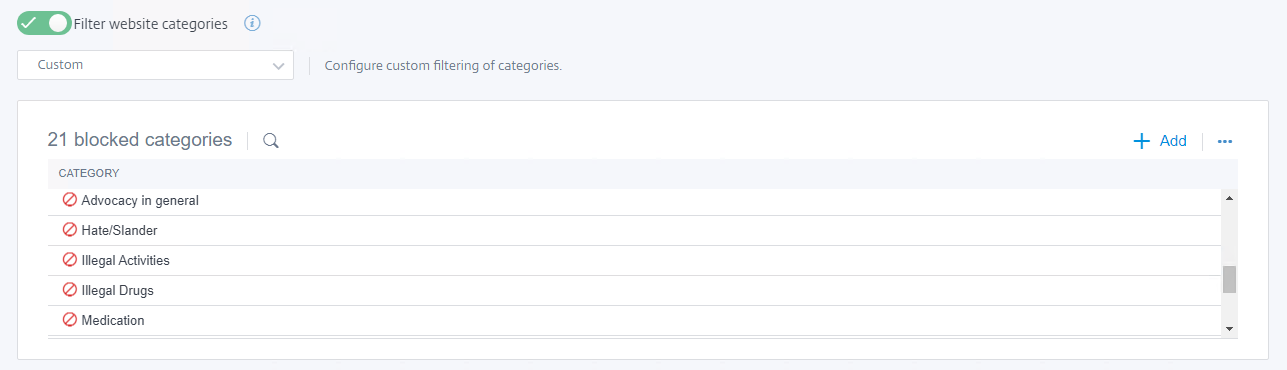 Filter website categories
Custom
Configure custom filtering of categories.
21 blocked categories
Add
CATEGORY
Advocacy in general
Hate/Slander
Illegal Activities
Illegal Drugs
Medication